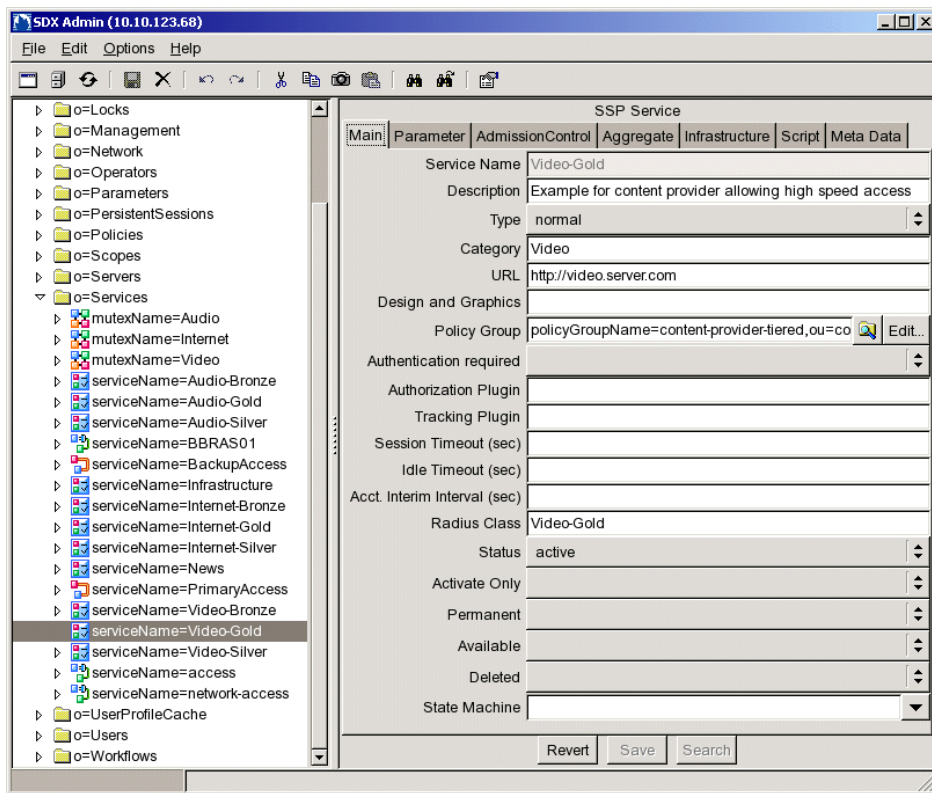 SDX Admin (10.10.123.68)
File Edit Options Help
o=Locks
o=Management
o=Network
o=Operators
o=Parameters
o=PersistentSessions
o=Policies
o=Scopes
o=Servers
o=Services
mutexName=Audio
mutexName=Internet
mutexName=Video
serviceName=Audio-Bronze
serviceName=Audio-Gold
serviceName=Audio-Silver
serviceName=BBRAS01
serviceName=BackupAccess
serviceName=Infrastructure
serviceName=Internet-Bronze
serviceName=Internet-Gold
serviceName=Internet-Silver
serviceName=News
serviceName=PrimaryAccess
serviceName=Video-Bronze
serviceName=Video-Gold
serviceName=Video-Silver
serviceName=access
serviceName=network-access
o=UserProfileCache
o=Users
o=Workflows
SSP Service
Main Parameter AdmissionControl Aggregate Infrastructure Script Meta Data
Service Name Video-Gold
Description Example for content provider allowing high speed access
Type normal
Category Video
URL http://video.server.com
Design and Graphics
Policy Group policyGroupName=content-provider-tiered,ou=co Edit...
Authentication required
Authorization Plugin
Tracking Plugin
Session Timeout (sec)
Idle Timeout (sec)
Acct. Interim Interval (sec)
Radius Class Video-Gold
Status active
Activate Only
Permanent
Available
Deleted
State Machine
Revert Save Search